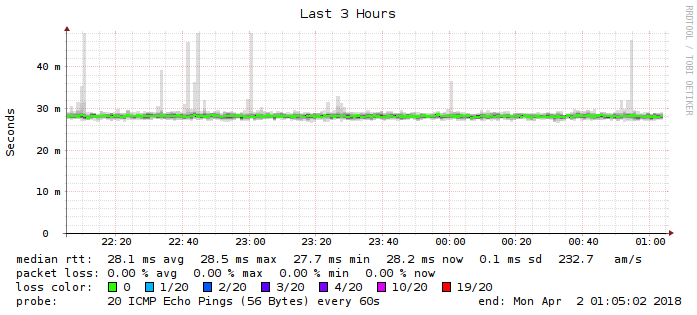 Last 3 Hours
RRDTOOL / TOBI OETIKER
Seconds
40 m
30 m
20 m
10 m
0
22:20 22:40 23:00 23:20 23:40 00:00 00:20 00:40 01:00
median rtt: 28.1 ms avg 28.5 ms max 27.7 ms min 28.2 ms now 0.1 ms sd 232.7 am/s
packet loss: 0.00 % avg 0.00 % max 0.00 % min 0.00 % now
loss color: 0 1/20 2/20 3/20 4/20 10/20 19/20
probe: 20 ICMP Echo Pings (56 Bytes) every 60s end: Mon Apr 2 01:05:02 2018